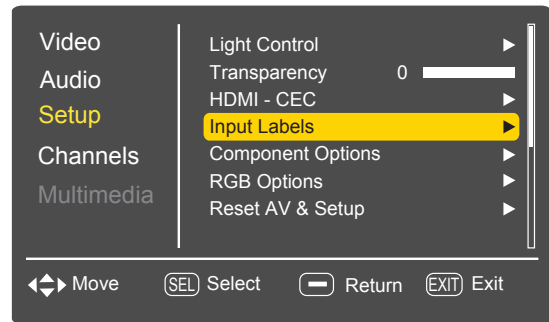 Video
Audio
Setup
Channels
Multimedia
Light Control
Transparency 0
HDMI - CEC
Input Labels
Component Options
RGB Options
Reset AV & Setup
Move SEL Select Return EXIT Exit